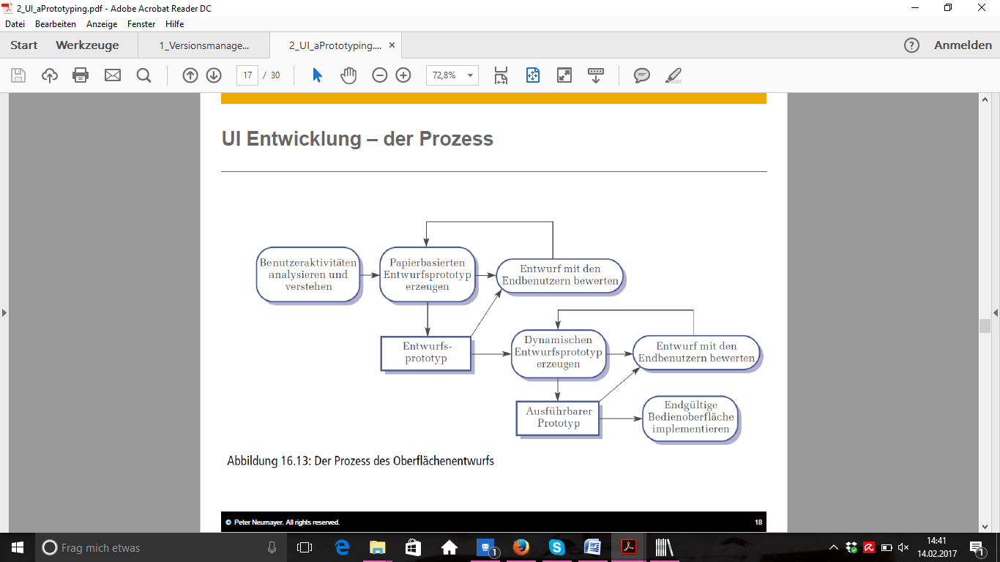 2_UI_aPrototyping.pdf - Adobe Acrobat Reader DC
Datei Bearbeiten Anzeige Fenster Hilfe
Start Werkzeuge 1_Versionsmanage... 2_UI_aPrototyping.... × ? Anmelden
17 / 30 72,8%
UI Entwicklung – der Prozess
Benutzeraktivitäten
analysieren und
verstehen
Papierbasierten
Entwurfsprototyp
erzeugen
Entwurf mit den
Endbenutzern bewerten
Entwurfs-
prototyp
Dynamischen
Entwurfsprototyp
erzeugen
Entwurf mit den
Endbenutzern bewerten
Ausführbarer
Prototyp
Endgültige
Bedienoberfläche
implementieren
Abbildung 16.13: Der Prozess des Oberflächenentwurfs
© Peter Neumayer. All rights reserved. 18
Frag mich etwas
1
14:41
14.02.2017
1